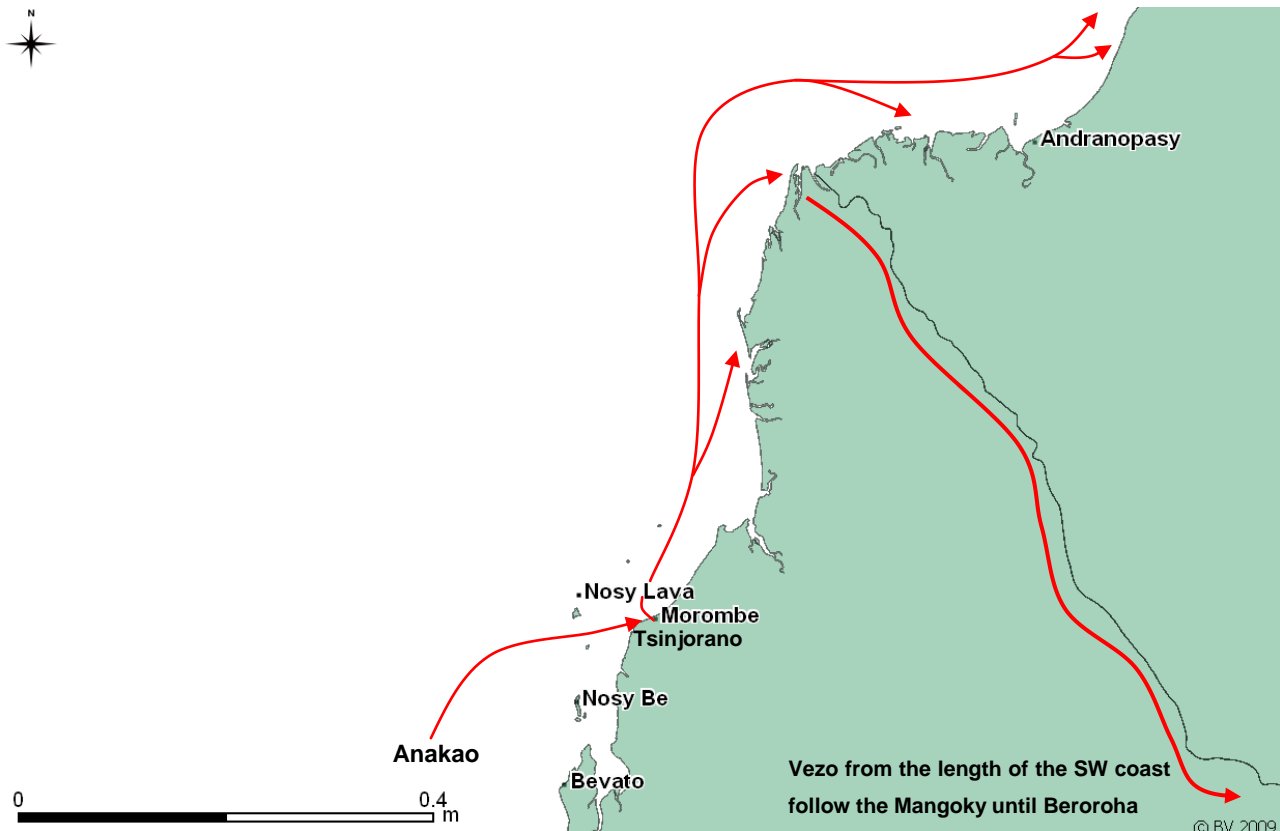 N
Andranopasy
Nosy Lava
Morombe
Tsinjorano
Nosy Be
Anakao
Bevato
Vezo from the length of the SW coast
follow the Mangoky until Beroroha
0
0.4
m
© BV 2009